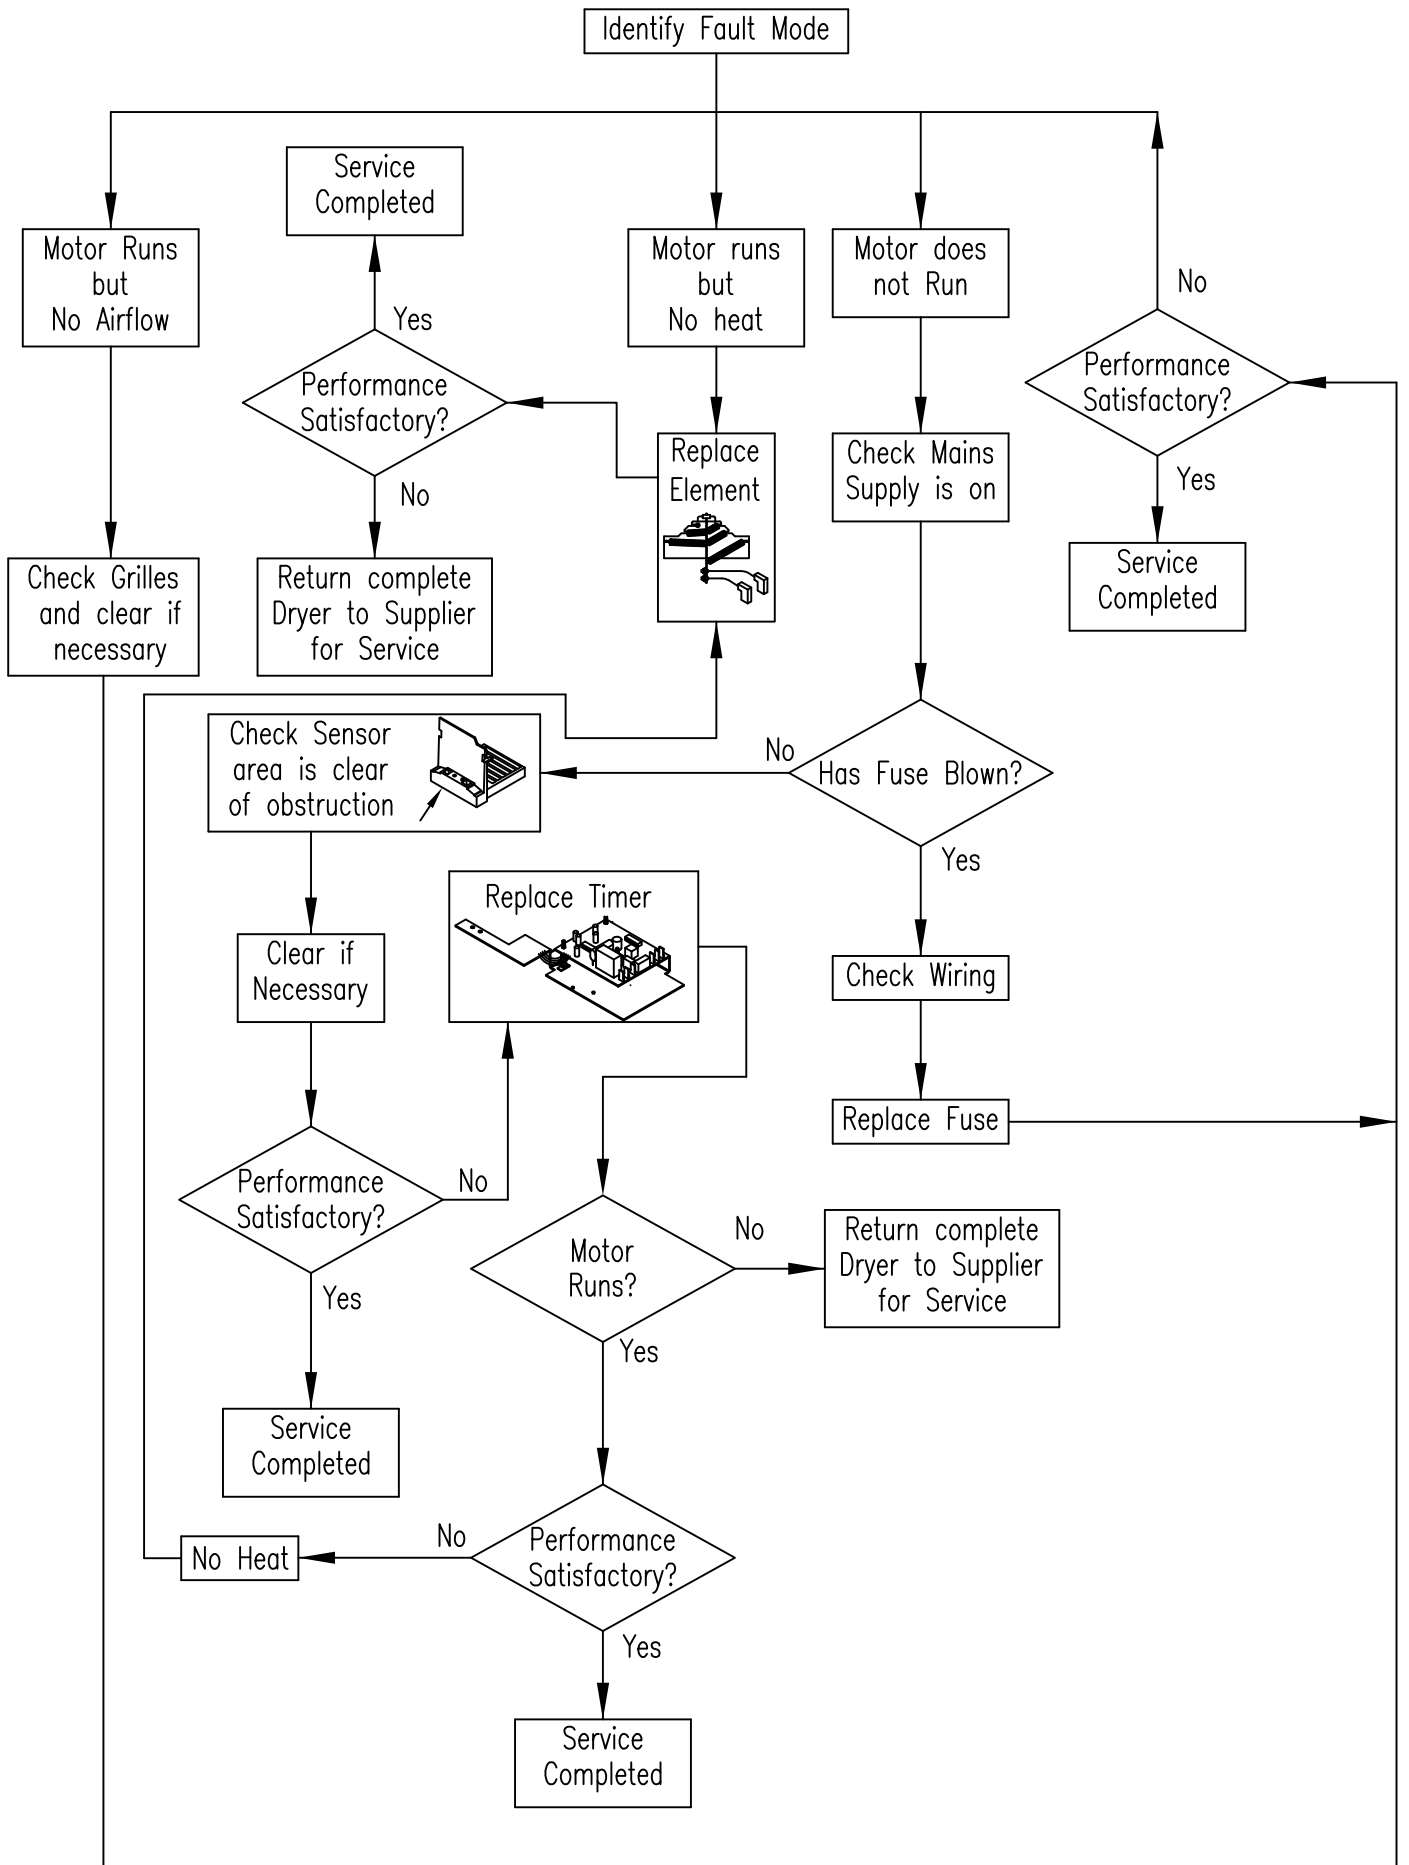 Identify Fault Mode
Service
Completed
Motor Runs
but
No Airflow
Motor runs
but
No heat
Motor does
not Run
No
Yes
Performance
Satisfactory?
Performance
Satisfactory?
No
Yes
Replace
Element
Check Mains
Supply is on
Service
Completed
Check Grilles
and clear if
necessary
Return complete
Dryer to Supplier
for Service
Check Sensor
area is clear
of obstruction
No
Has Fuse Blown?
Yes
Replace Timer
Clear if
Necessary
Check Wiring
Replace Fuse
Performance
Satisfactory?
No
Yes
Motor
Runs?
No
Return complete
Dryer to Supplier
for Service
Yes
Service
Completed
No Heat
No
Performance
Satisfactory?
Yes
Service
Completed